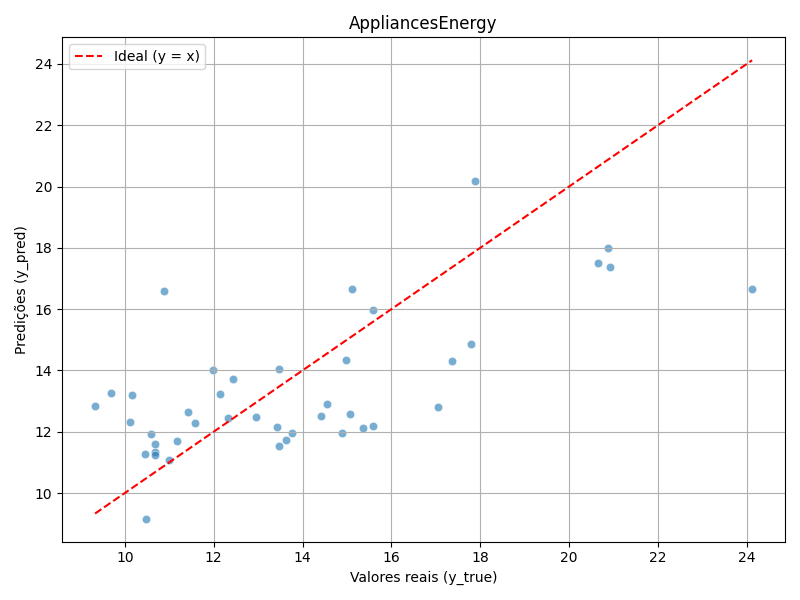 AppliancesEnergy
Ideal (y = x)
24
22
20
18
16
14
12
10
Predições (y_pred)
10 12 14 16 18 20 22 24
Valores reais (y_true)